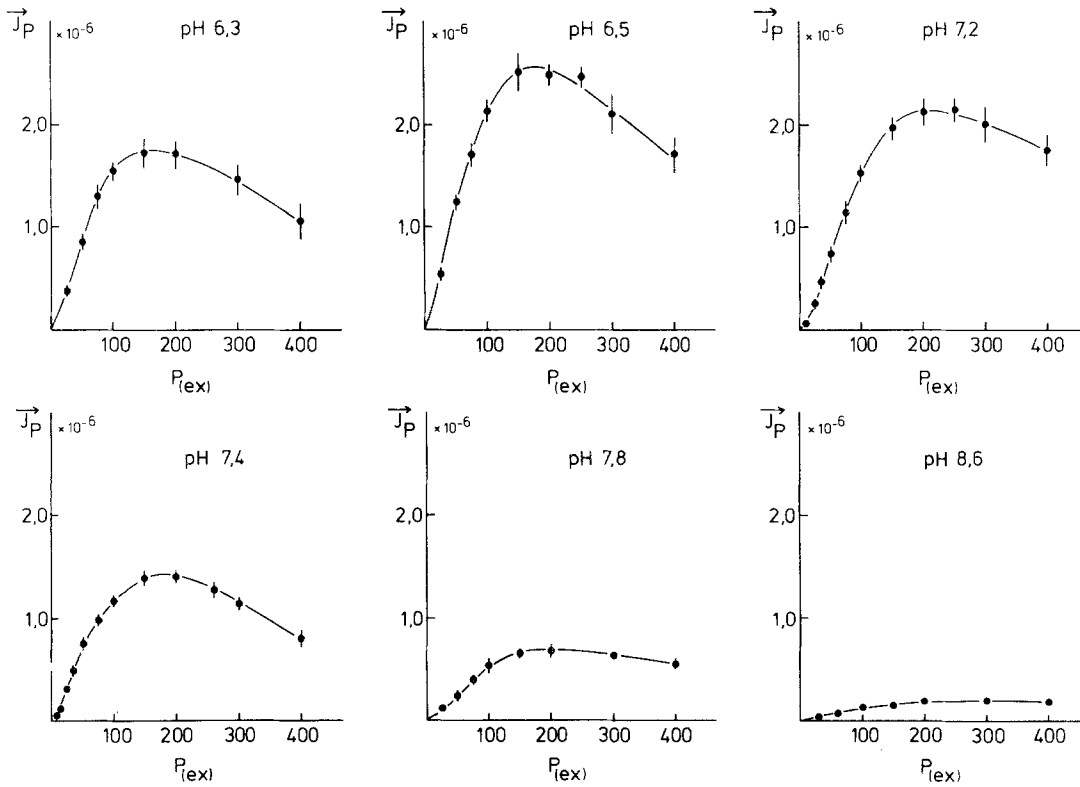 J_P × 10⁻⁶ pH 6,3
2,0
1,0
100 200 300 400
P(ex)
J_P × 10⁻⁶ pH 6,5
2,0
1,0
100 200 300 400
P(ex)
J_P × 10⁻⁶ pH 7,2
2,0
1,0
100 200 300 400
P(ex)
J_P × 10⁻⁶ pH 7,4
2,0
1,0
100 200 300 400
P(ex)
J_P × 10⁻⁶ pH 7,8
2,0
1,0
100 200 300 400
P(ex)
J_P × 10⁻⁶ pH 8,6
2,0
1,0
100 200 300 400
P(ex)